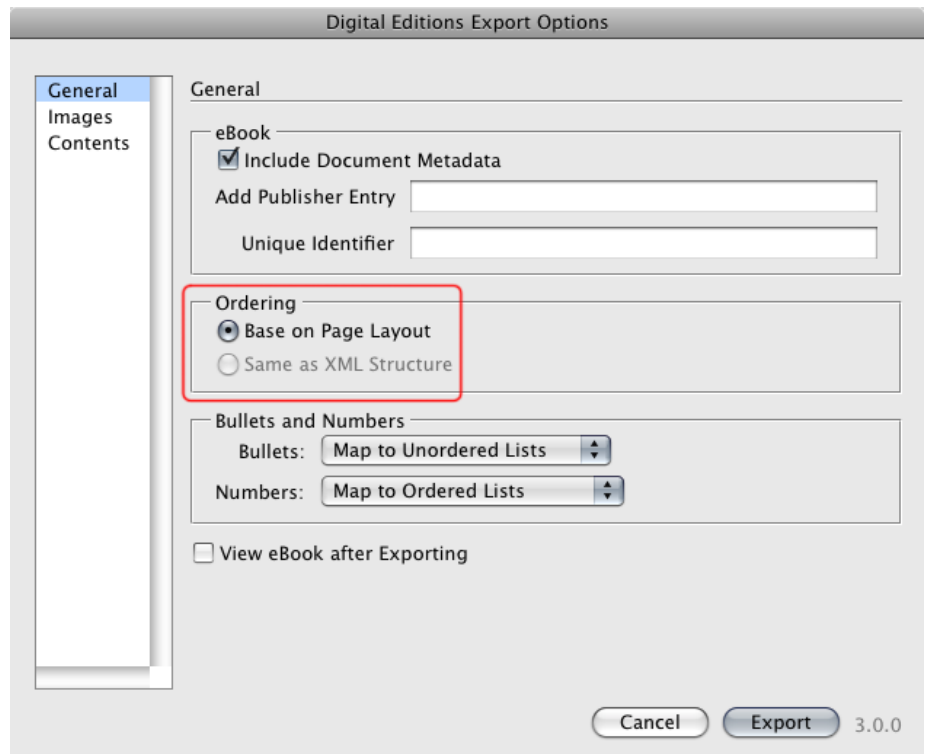 Digital Editions Export Options
General
Images
Contents
General
eBook
Include Document Metadata
Add Publisher Entry
Unique Identifier
Ordering
Base on Page Layout
Same as XML Structure
Bullets and Numbers
Bullets: Map to Unordered Lists
Numbers: Map to Ordered Lists
View eBook after Exporting
Cancel Export 3.0.0